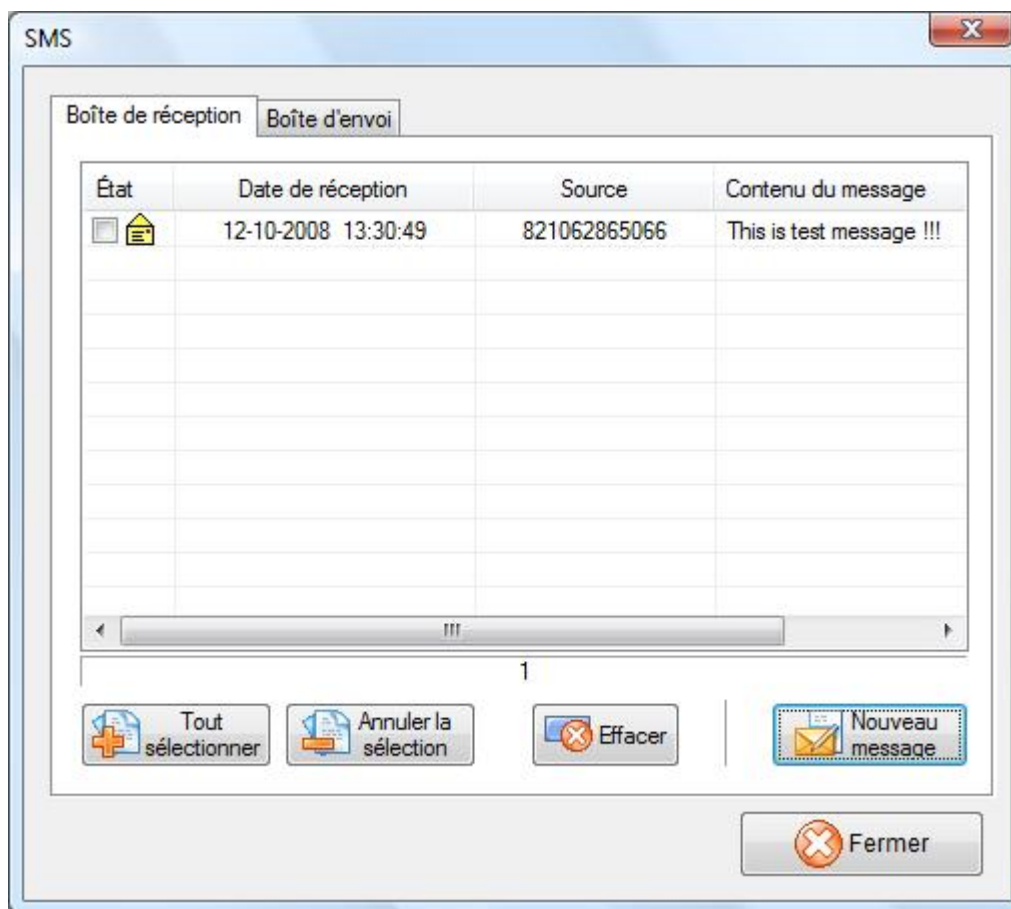 SMS
Boîte de réception Boîte d'envoi
État Date de réception Source Contenu du message
12-10-2008 13:30:49 821062865066 This is test message !!!
1
Tout sélectionner
Annuler la sélection
Effacer
Nouveau message
Fermer